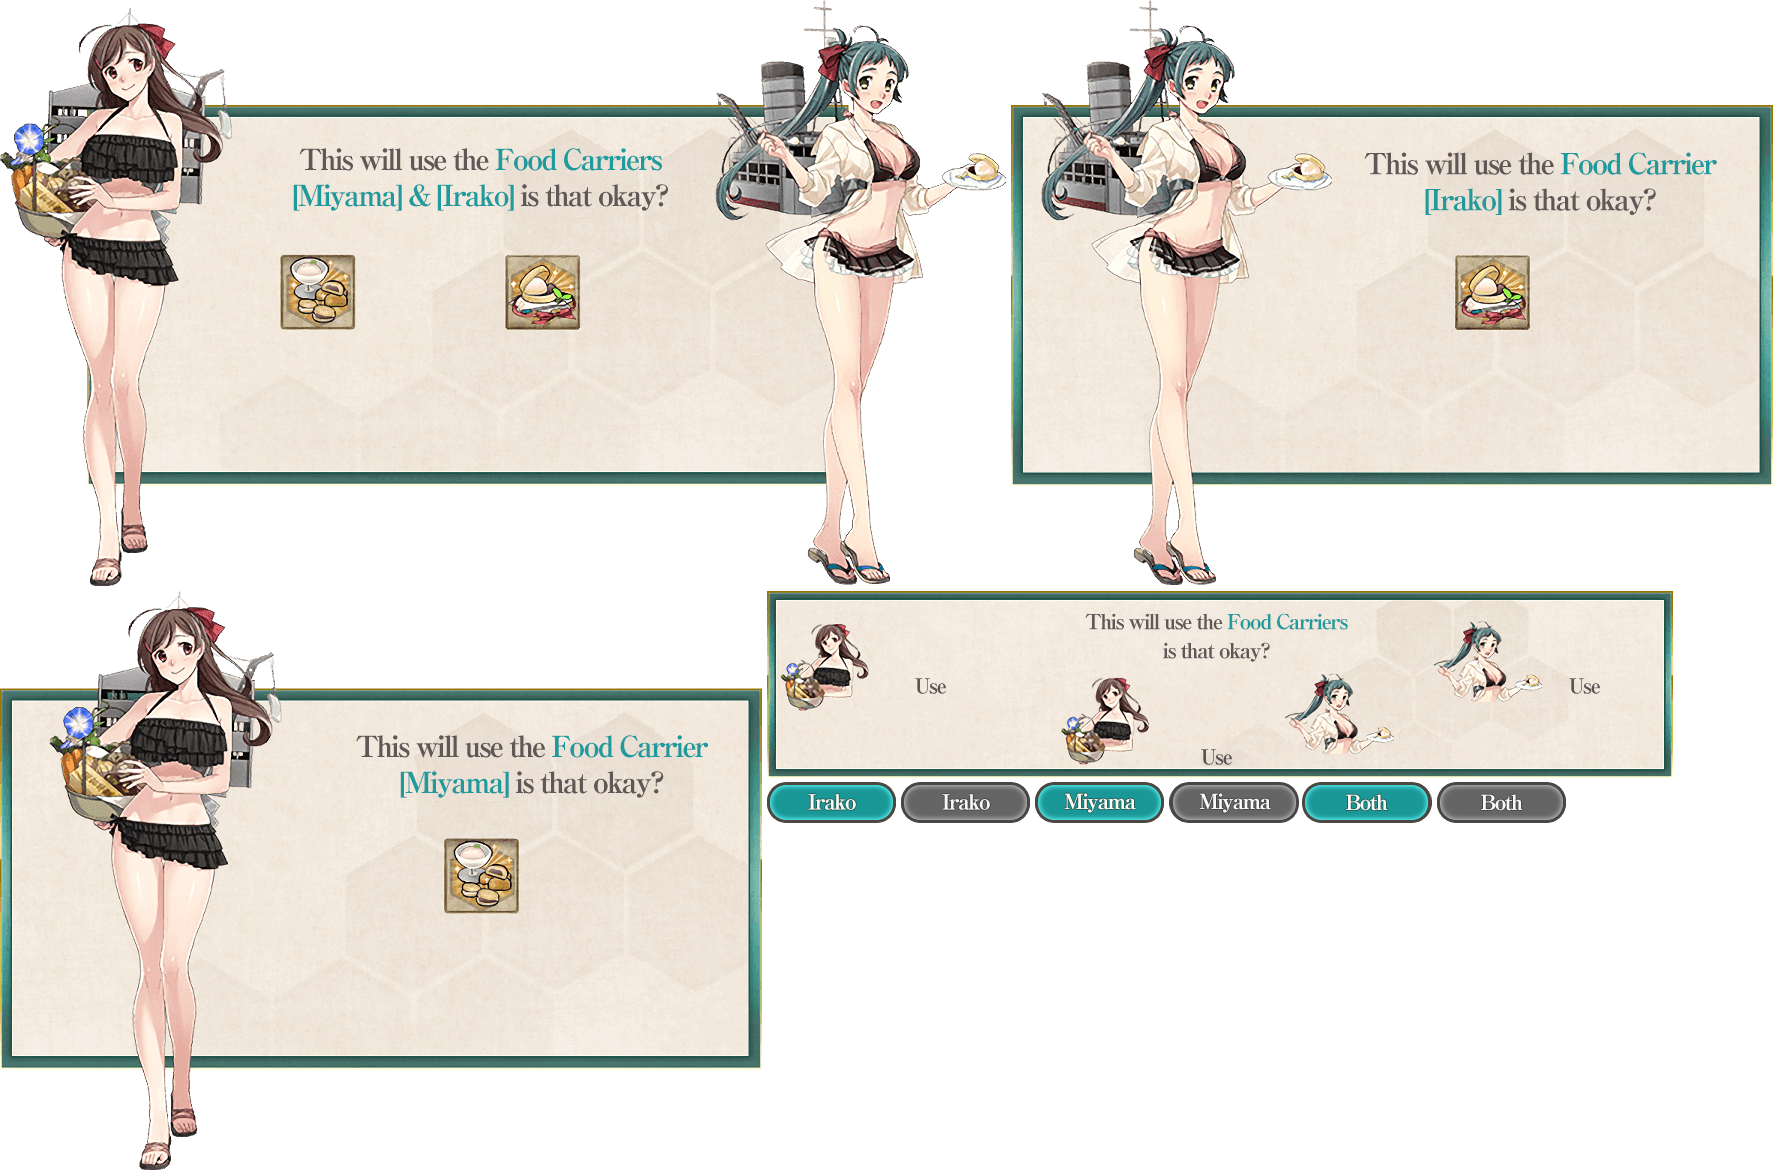 This will use the Food Carriers
[Miyama] & [Irako] is that okay?
This will use the Food Carrier
[Irako] is that okay?
This will use the Food Carrier
[Miyama] is that okay?
This will use the Food Carriers
is that okay?
Use
Use
Use
Irako
Irako
Miyama
Miyama
Both
Both